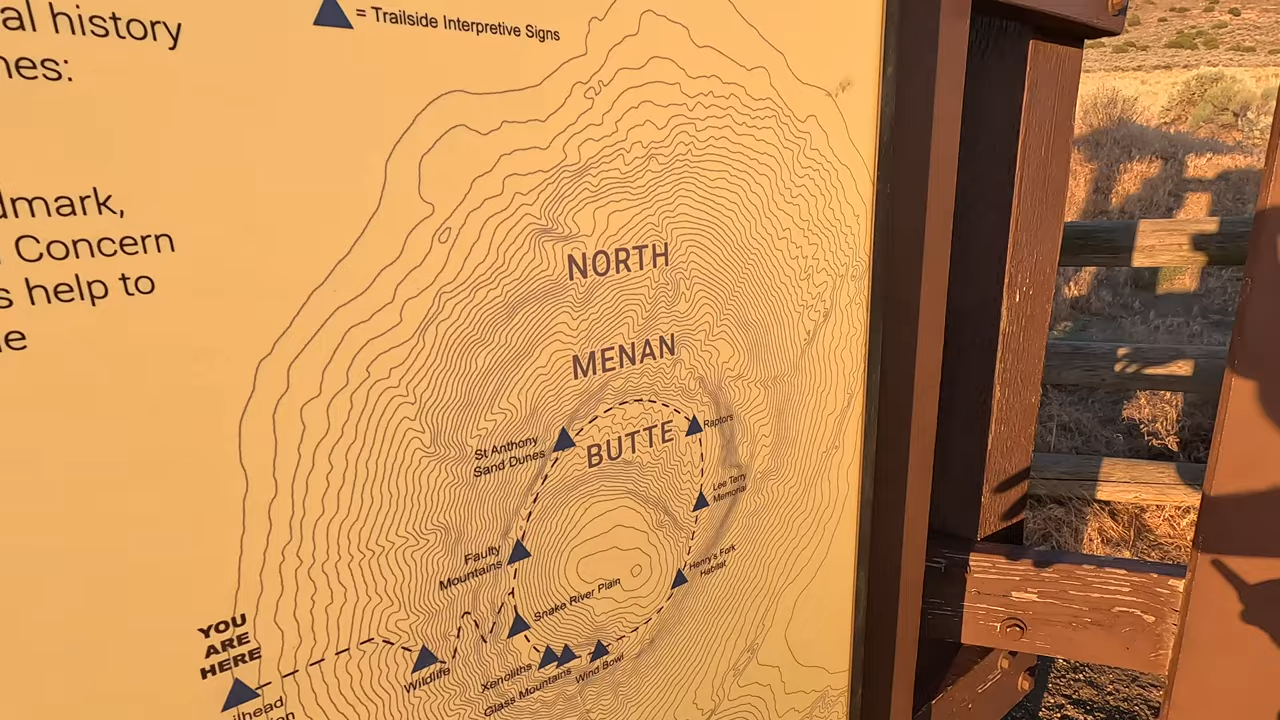 al history
nes:
dmark,
Concern
s help to
e
= Trailside Interpretive Signs
NORTH
MENAN
BUTTE
St Anthony
Sand Dunes
Raptors
Lee Terry
Memorial
Faulty
Mountains
Henry's Fork
Habitat
Snake River Plain
YOU
ARE
HERE
Wildlife
Xenoliths
Glass Mountains
Wind Bowl
ilhead